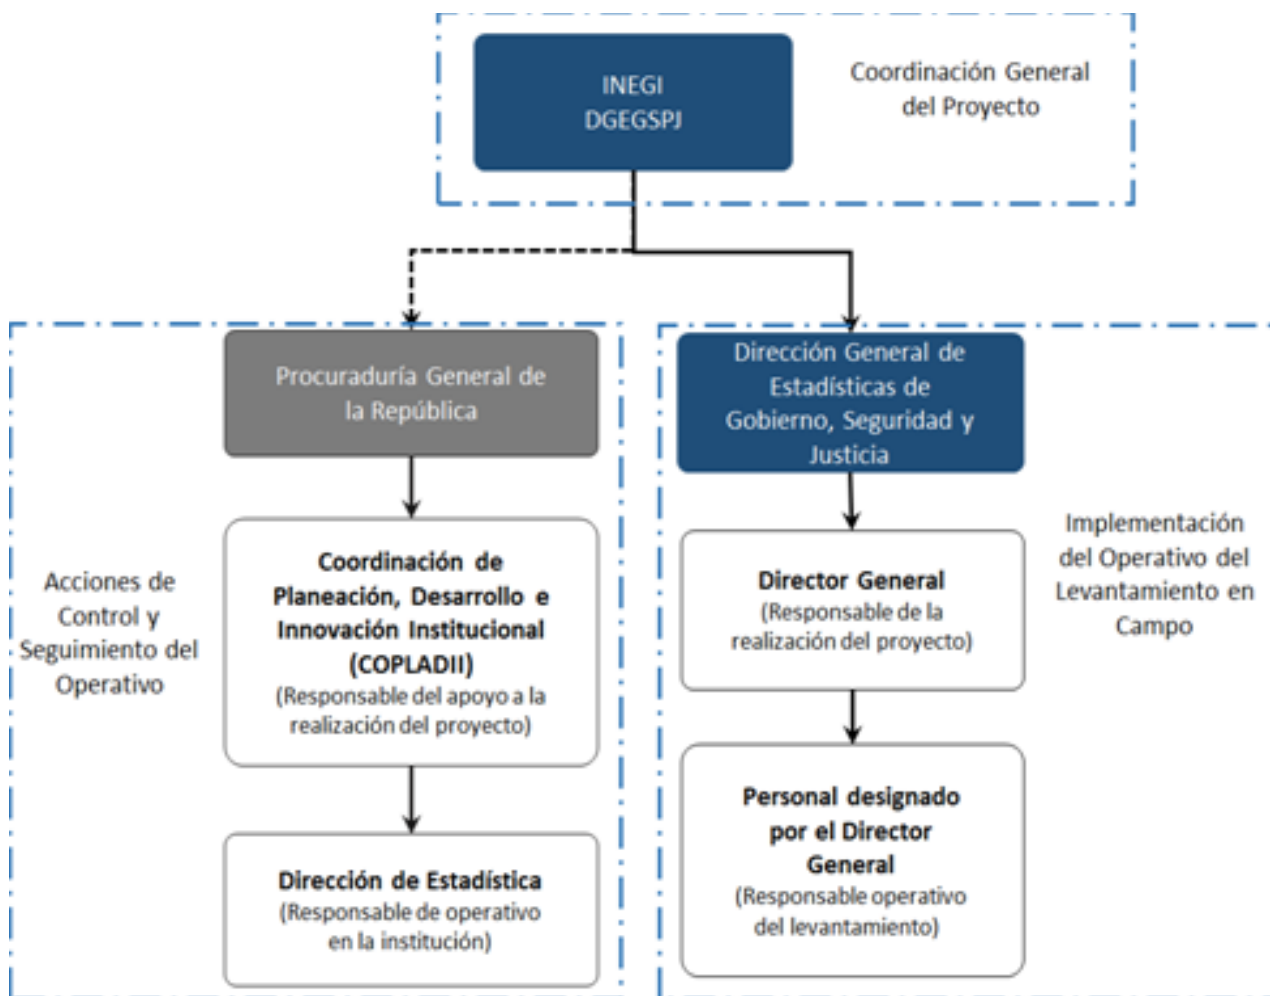 INEGI
DGEGSPJ
Coordinación General
del Proyecto
Procuraduría General de
la República
Dirección General de
Estadísticas de
Gobierno, Seguridad y
Justicia
Acciones de
Control y
Seguimiento del
Operativo
Coordinación de
Planeación, Desarrollo e
Innovación Institucional
(COPLADII)
(Responsable del apoyo a la
realización del proyecto)
Director General
(Responsable de la
realización del proyecto)
Implementación
del Operativo del
Levantamiento en
Campo
Dirección de Estadística
(Responsable de operativo
en la institución)
Personal designado
por el Director
General
(Responsable operativo
del levantamiento)